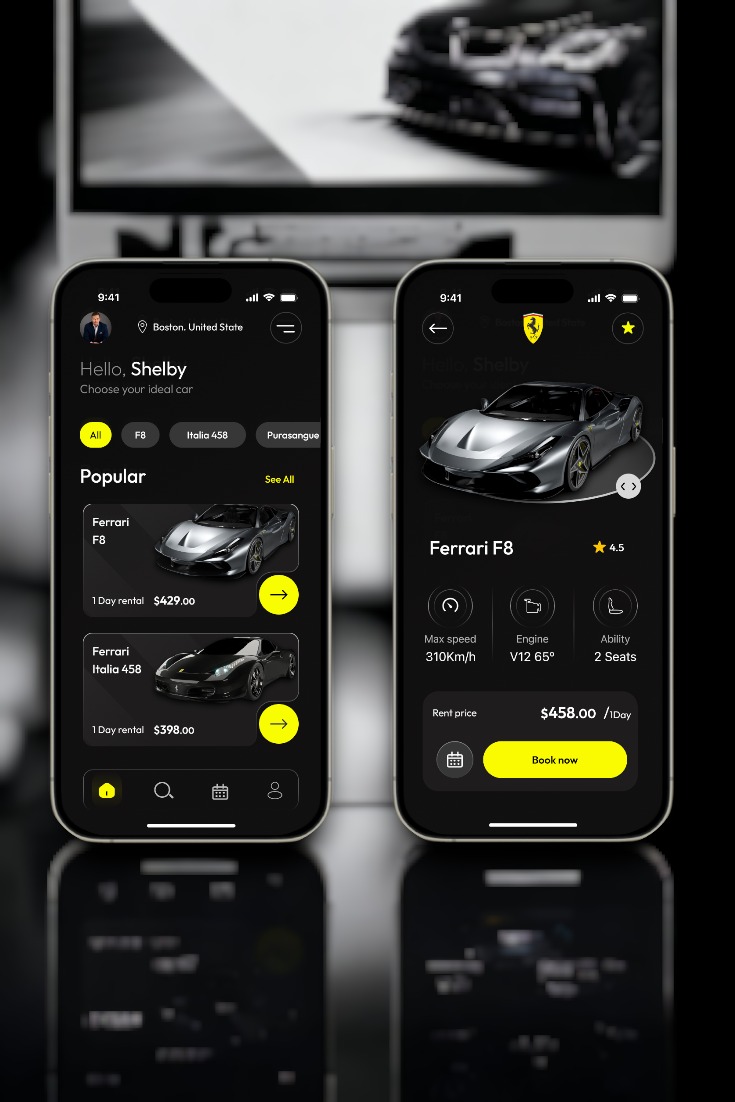 9:41
Boston. United State
Hello, Shelby
Choose your ideal car
All
F8
Italia 458
Purasangue
Popular
See All
Ferrari
F8
1 Day rental $429.00
Ferrari
Italia 458
1 Day rental $398.00
9:41
Ferrari F8
4.5
Max speed
310Km/h
Engine
V12 65°
Ability
2 Seats
Rent price
$458.00 /1Day
Book now